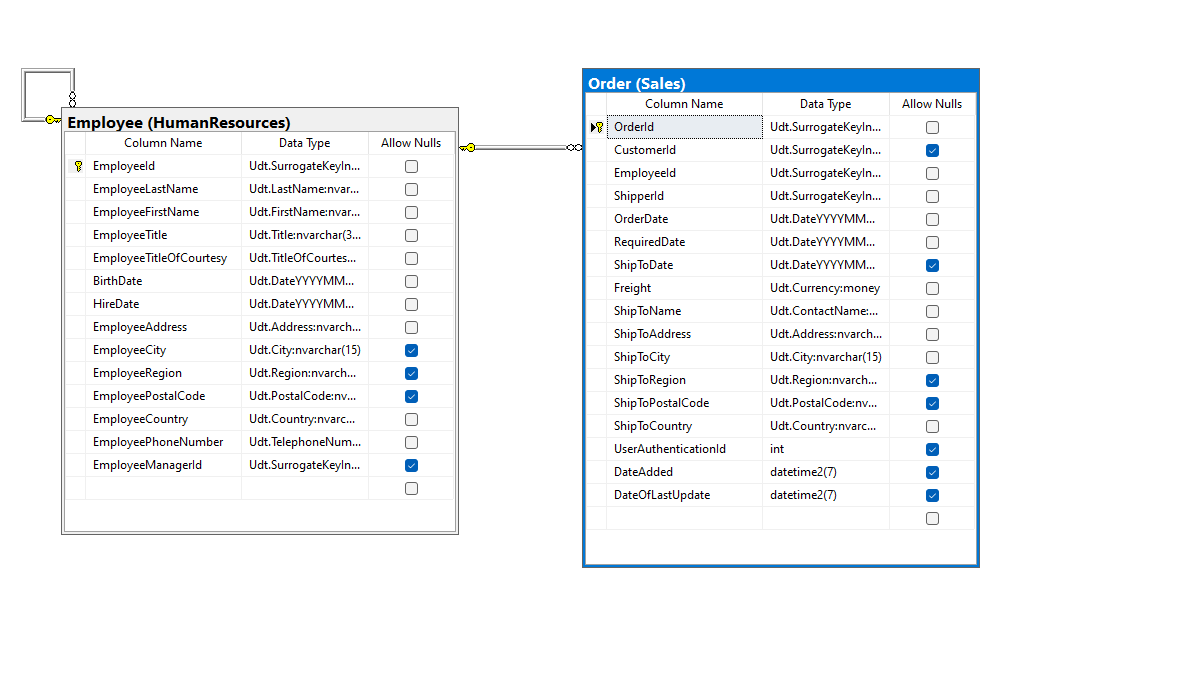 Employee (HumanResources)
Column Name Data Type Allow Nulls
EmployeeId Udt.SurrogateKeyIn...
EmployeeLastName Udt.LastName:nvar...
EmployeeFirstName Udt.FirstName:nvar...
EmployeeTitle Udt.Title:nvarchar(3...
EmployeeTitleOfCourtesy Udt.TitleOfCourtes...
BirthDate Udt.DateYYYYMM...
HireDate Udt.DateYYYYMM...
EmployeeAddress Udt.Address:nvarch...
EmployeeCity Udt.City:nvarchar(15)
EmployeeRegion Udt.Region:nvarch...
EmployeePostalCode Udt.PostalCode:nv...
EmployeeCountry Udt.Country:nvarc...
EmployeePhoneNumber Udt.TelephoneNum...
EmployeeManagerId Udt.SurrogateKeyIn...
Order (Sales)
Column Name Data Type Allow Nulls
OrderId Udt.SurrogateKeyIn...
CustomerId Udt.SurrogateKeyIn...
EmployeeId Udt.SurrogateKeyIn...
ShipperId Udt.SurrogateKeyIn...
OrderDate Udt.DateYYYYMM...
RequiredDate Udt.DateYYYYMM...
ShipToDate Udt.DateYYYYMM...
Freight Udt.Currency:money
ShipToName Udt.ContactName:...
ShipToAddress Udt.Address:nvarch...
ShipToCity Udt.City:nvarchar(15)
ShipToRegion Udt.Region:nvarch...
ShipToPostalCode Udt.PostalCode:nv...
ShipToCountry Udt.Country:nvarc...
UserAuthenticationId int
DateAdded datetime2(7)
DateOfLastUpdate datetime2(7)